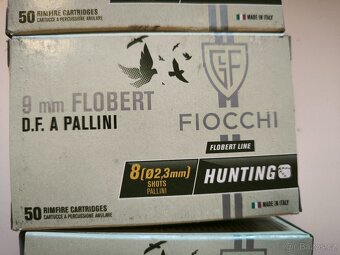 50 RIMFIRE CARTRIDGES
CARTUCCE A PERCUSSIONE ANULARE
MADE IN ITALY
GF
9 mm FLOBERT
D.F. A PALLINI
FIOCCHI
FLOBERT LINE
8 (Ø2,3mm)
SHOTS
PALLINI
HUNTING
50 RIMFIRE CARTRIDGES
CARTUCCE A PERCUSSIONE ANULARE
MADE IN ITALY